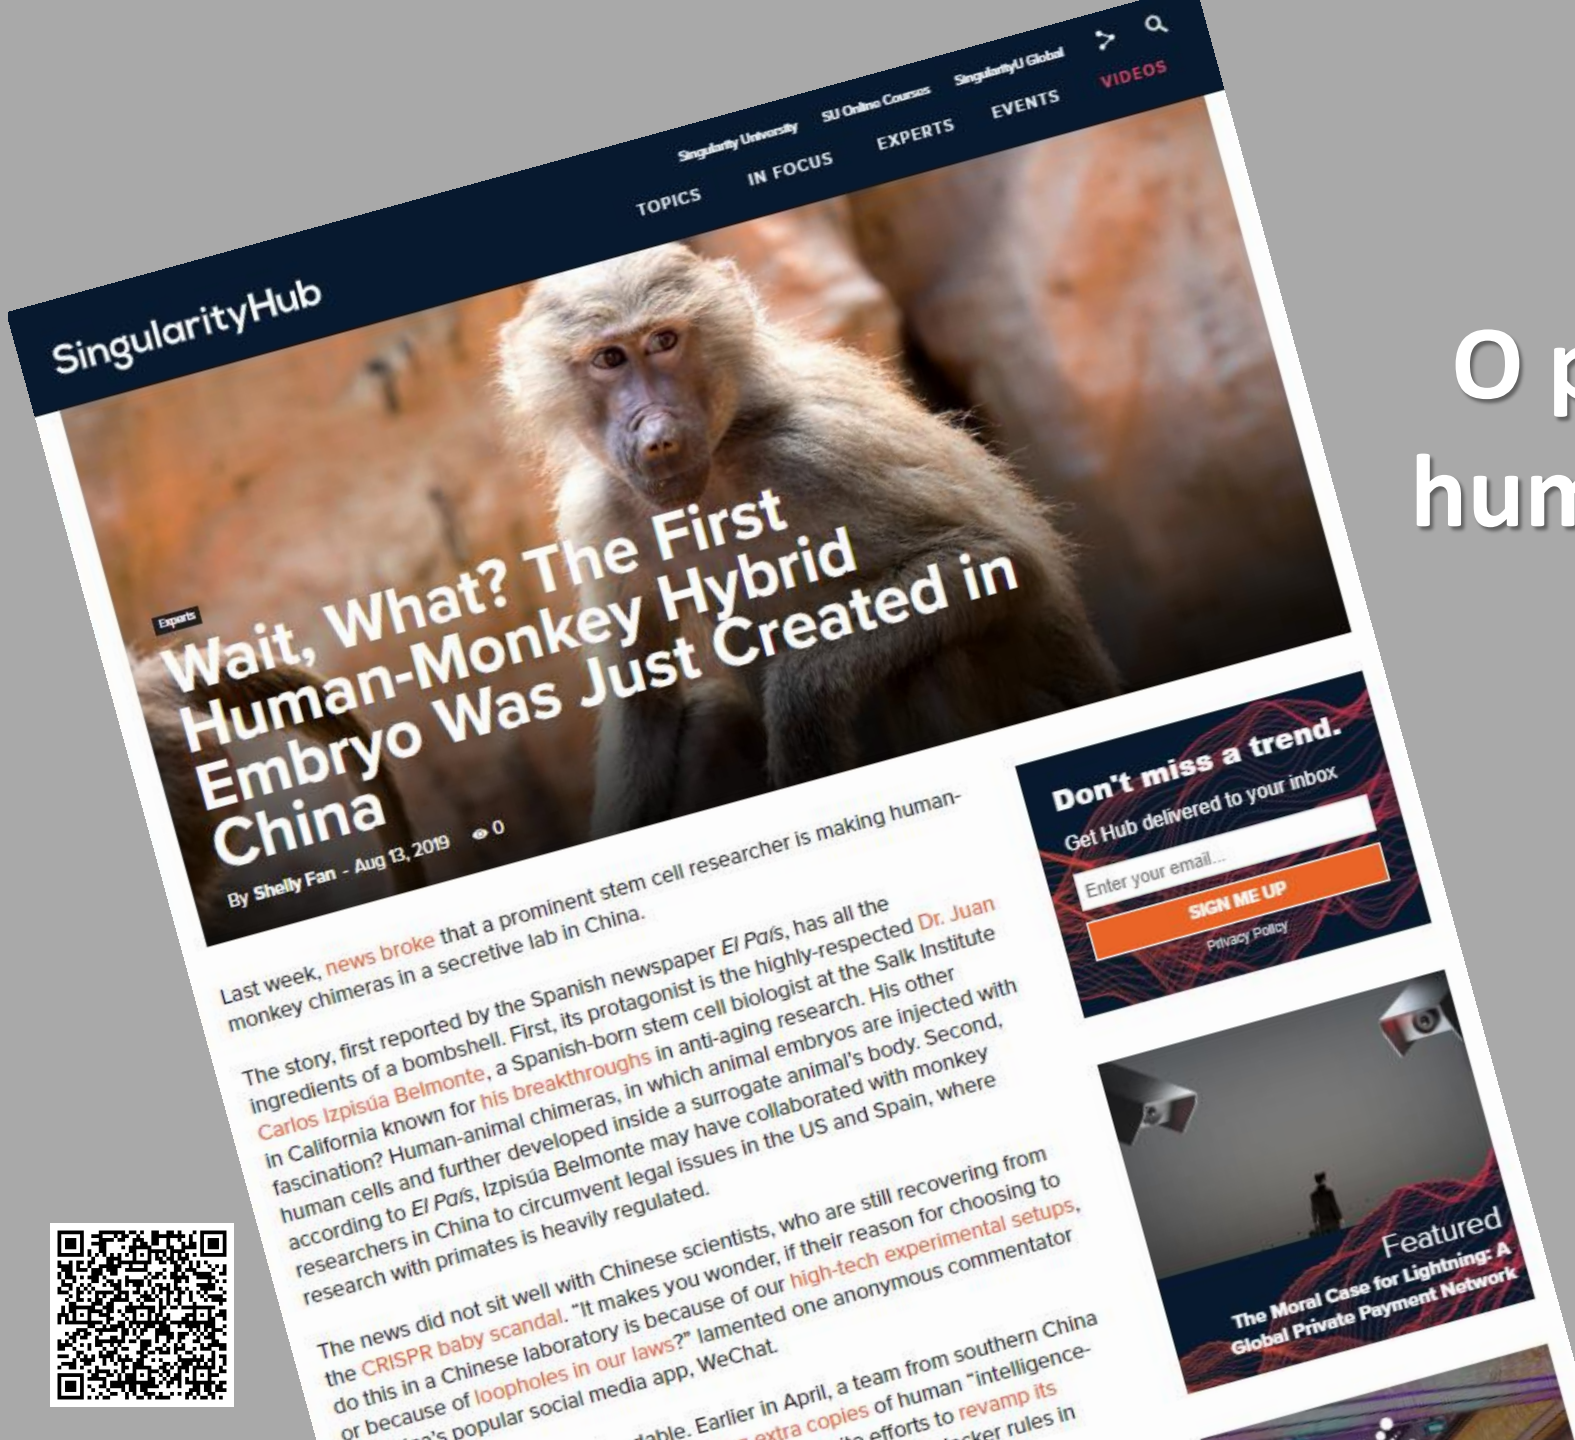 Singularity University
SU Online Courses
SingularityU Global
TOPICS
IN FOCUS
EXPERTS
EVENTS
VIDEOS
SingularityHub
Experts
Wait, What? The First
Human-Monkey Hybrid
Embryo Was Just Created in
China
By Shelly Fan - Aug 13, 2019 0
Last week, news broke that a prominent stem cell researcher is making human-
monkey chimeras in a secretive lab in China.
The story, first reported by the Spanish newspaper El País, has all the
ingredients of a bombshell. First, its protagonist is the highly-respected Dr. Juan
Carlos Izpisúa Belmonte, a Spanish-born stem cell biologist at the Salk Institute
in California known for his breakthroughs in anti-aging research. His other
fascination? Human-animal chimeras, in which animal embryos are injected with
human cells and further developed inside a surrogate animal's body. Second,
according to El País, Izpisúa Belmonte may have collaborated with monkey
researchers in China to circumvent legal issues in the US and Spain, where
research with primates is heavily regulated.
The news did not sit well with Chinese scientists, who are still recovering from
the CRISPR baby scandal. “It makes you wonder, if their reason for choosing to
do this in a Chinese laboratory is because of our high-tech experimental setups,
or because of loopholes in our laws?” lamented one anonymous commentator
popular social media app, WeChat.
Earlier in April, a team from southern China
extra copies of human “intelligence-
efforts to revamp its
rules in
Don't miss a trend.
Get Hub delivered to your inbox
Enter your email...
SIGN ME UP
Privacy Policy
Featured
The Moral Case for Lightning: A
Global Private Payment Network
O p
hum